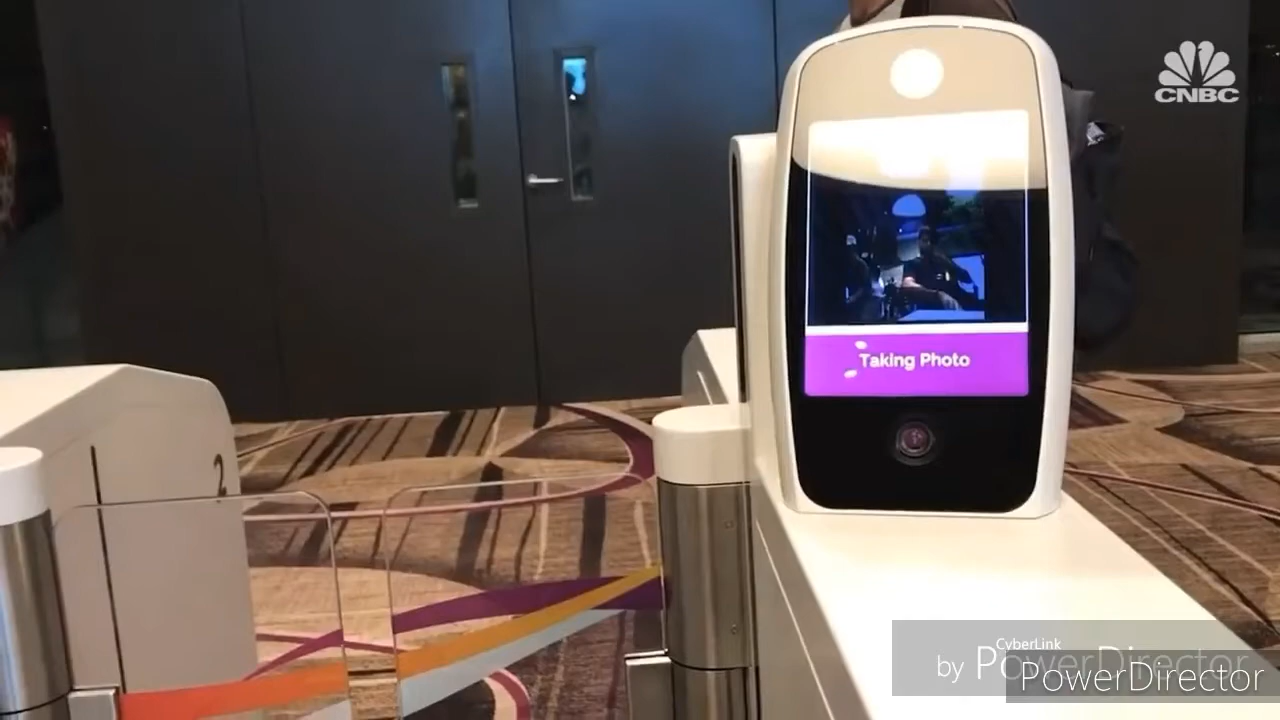 CNBC
Taking Photo
2
CyberLink
by PowerDirector
PowerDirector